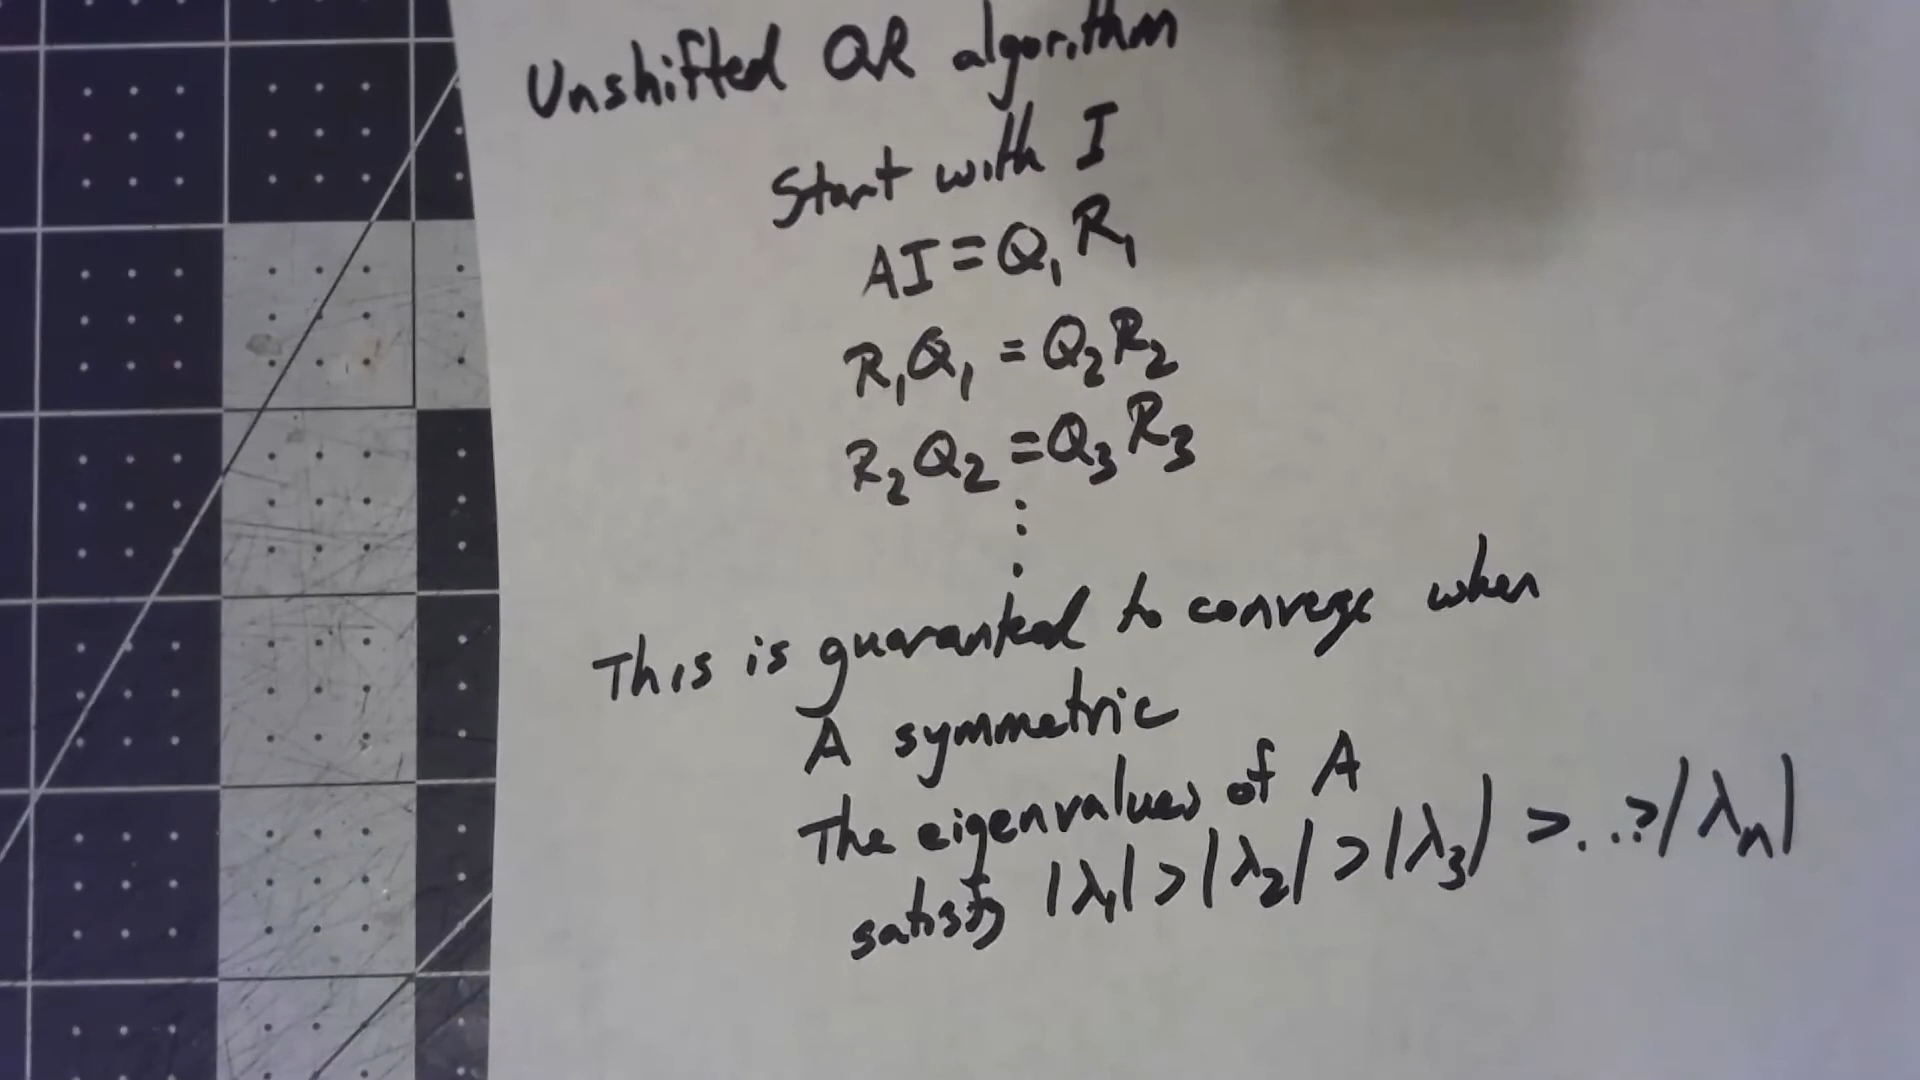 Unshifted QR algorithm
Start with I
AI = Q₁R₁
R₁Q₁ = Q₂R₂
R₂Q₂ = Q₃R₃
⋮
This is guaranteed to converge when
A symmetric
The eigenvalues of A
satisfy |λ₁| > |λ₂| > |λ₃| > ... > |λₙ|